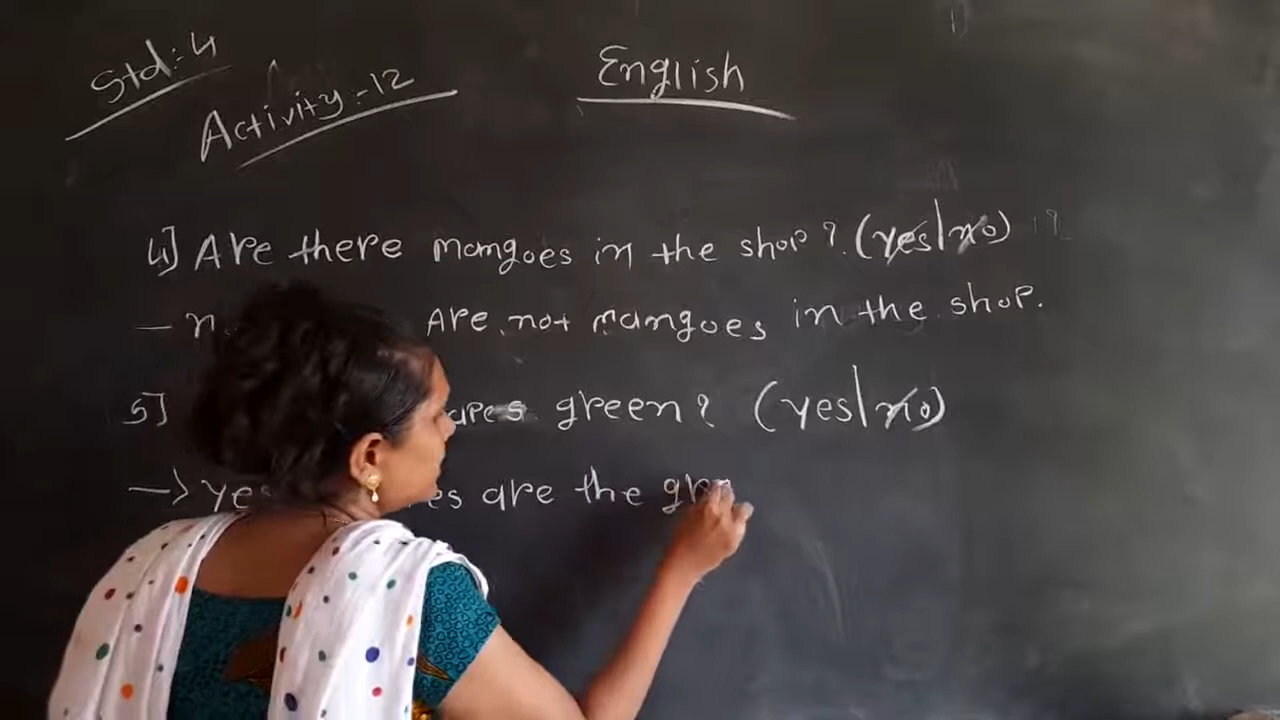 Std:- 4
Activity:-12
English
4] Are there mangoes in the shop? (yes/no)
– Are not mangoes in the shop.
5] green? (yes/no)
→ are the